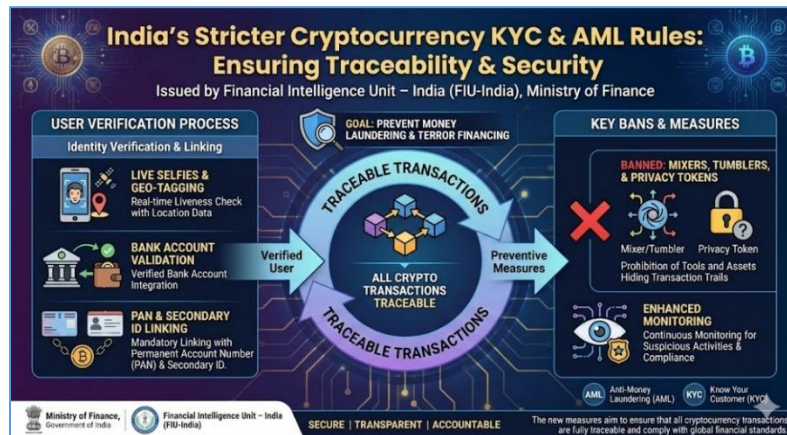 India's Stricter Cryptocurrency KYC & AML Rules:
Ensuring Traceability & Security
Issued by Financial Intelligence Unit – India (FIU-India), Ministry of Finance
USER VERIFICATION PROCESS
Identity Verification & Linking
LIVE SELFIES &
GEO-TAGGING
Real-time Liveness Check
with Location Data
BANK ACCOUNT
VALIDATION
Verified Bank Account
Integration
PAN & SECONDARY
ID LINKING
Mandatory Linking with
Permanent Account Number
(PAN) & Secondary ID.
GOAL: PREVENT MONEY
LAUNDERING & TERROR FINANCING
Verified
User
TRACEABLE TRANSACTIONS
ALL CRYPTO
TRANSACTIONS
TRACEABLE
TRACEABLE TRANSACTIONS
Preventive
Measures
KEY BANS & MEASURES
BANNED: MIXERS, TUMBLERS,
& PRIVACY TOKENS
Mixer/Tumbler
?
Privacy Token
Prohibition of Tools and Assets
Hiding Transaction Trails
ENHANCED
MONITORING
Continuous Monitoring for
Suspicious Activities &
Compliance
AML
Anti-Money
Laundering (AML)
KYC
Know Your
Customer (KYC)
Ministry of Finance,
Government of India
Financial Intelligence Unit – India
(FIU-India)
SECURE | TRANSPARENT | ACCOUNTABLE
The new measures aim to ensure that all cryptocurrency transactions
are fully traceable and comply with global financial standards.